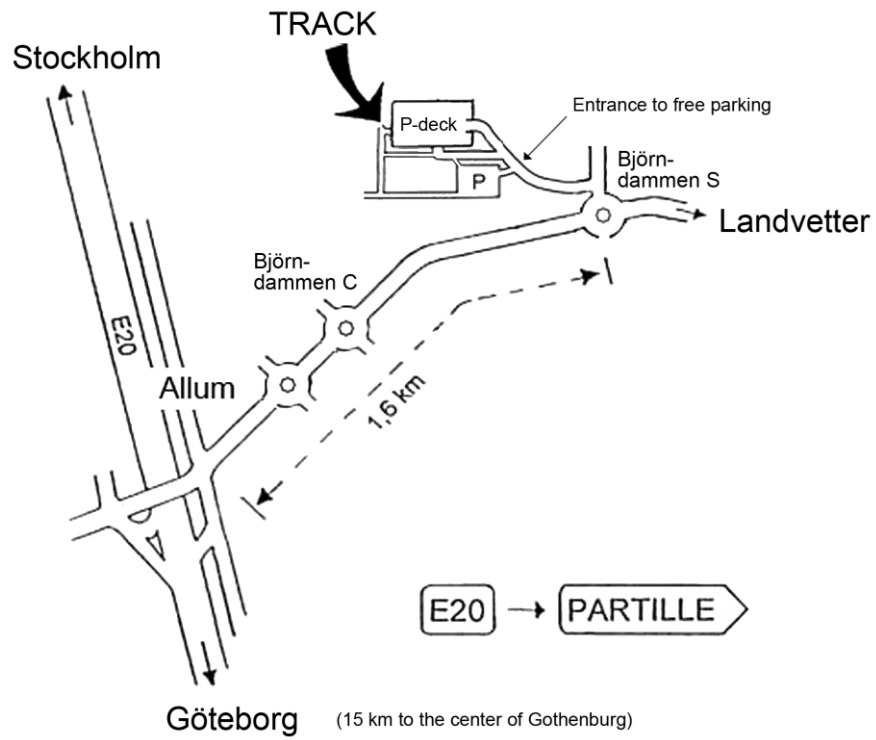 TRACK
Stockholm
Entrance to free parking
P-deck
Björn-
dammen S
P
Landvetter
Björn-
dammen C
E20
Allum
1,6 km
E20
PARTILLE
Göteborg
(15 km to the center of Gothenburg)